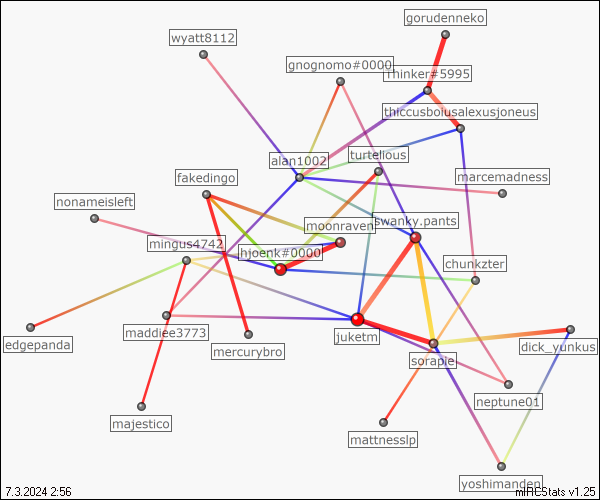 gorudenneko
wyatt8112
gnognomo#0000
Thinker#5995
thiccusbolusalexusjoneus
alan1002
turtelious
fakedingo
marcemadness
nonameisleft
moonraven
swanky.pants
mingus4742
hjoenk#0000
chunkzter
maddiee3773
juketm
edgepanda
mercurybro
sorapie
dick_yunkus
neptune01
majestico
mattnesslp
yoshimanden
7.3.2024 2:56
mIRCStats v1.25